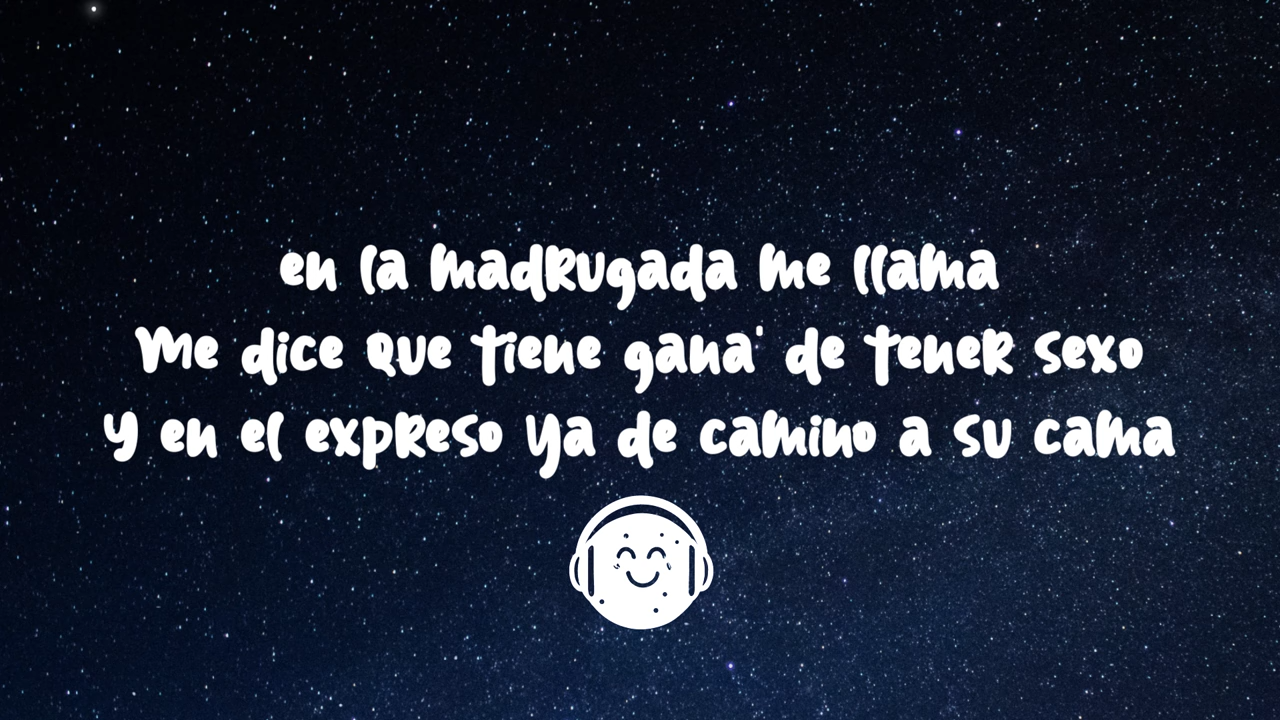 en la madrugada me llama
Me dice que tiene gana' de tener sexo
Y en el expreso ya de camino a su cama